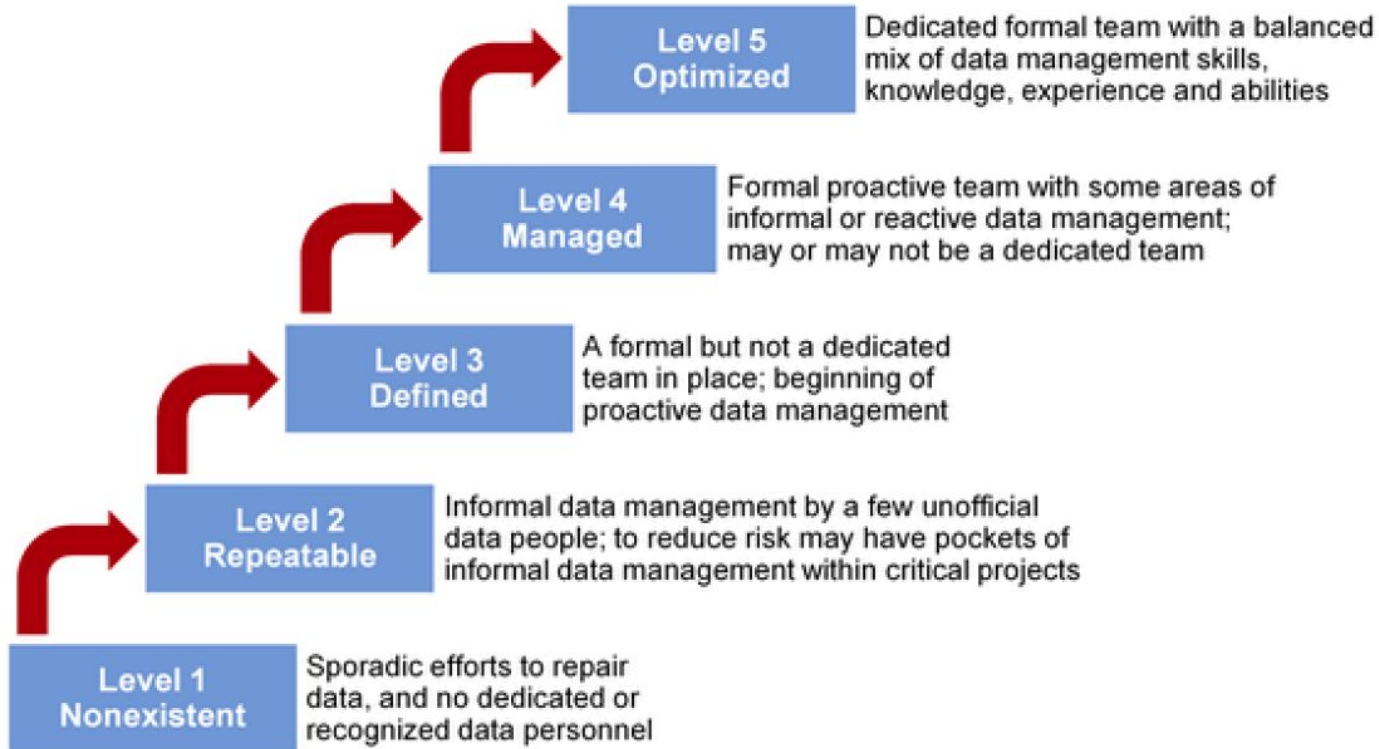 Level 5
Optimized
Dedicated formal team with a balanced
mix of data management skills,
knowledge, experience and abilities
Level 4
Managed
Formal proactive team with some areas of
informal or reactive data management;
may or may not be a dedicated team
Level 3
Defined
A formal but not a dedicated
team in place; beginning of
proactive data management
Level 2
Repeatable
Informal data management by a few unofficial
data people; to reduce risk may have pockets of
informal data management within critical projects
Level 1
Nonexistent
Sporadic efforts to repair
data, and no dedicated or
recognized data personnel